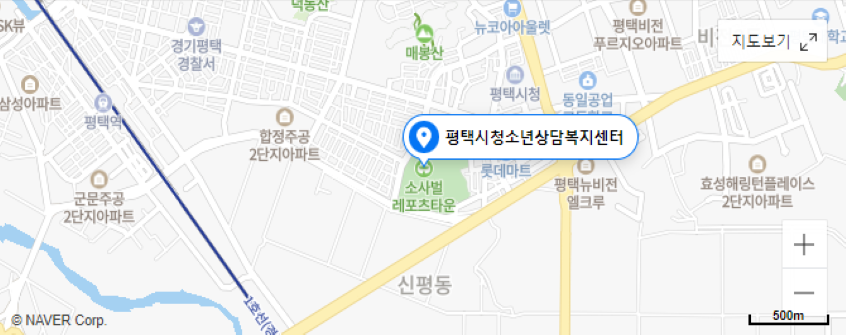 덕동산
SK뷰
경기평택
경찰서
매봉산
뉴코아아울렛
평택비전
푸르지오아파트
지도보기
삼성아파트
평택역
합정주공
2단지아파트
평택시청
동일공업
평택시청소년상담복지센터
군문주공
2단지아파트
소사벌
레포츠타운
롯데마트
평택뉴비전
엘크루
효성해링턴플레이스
2단지아파트
신평동
1호선(경
© NAVER Corp.
500m